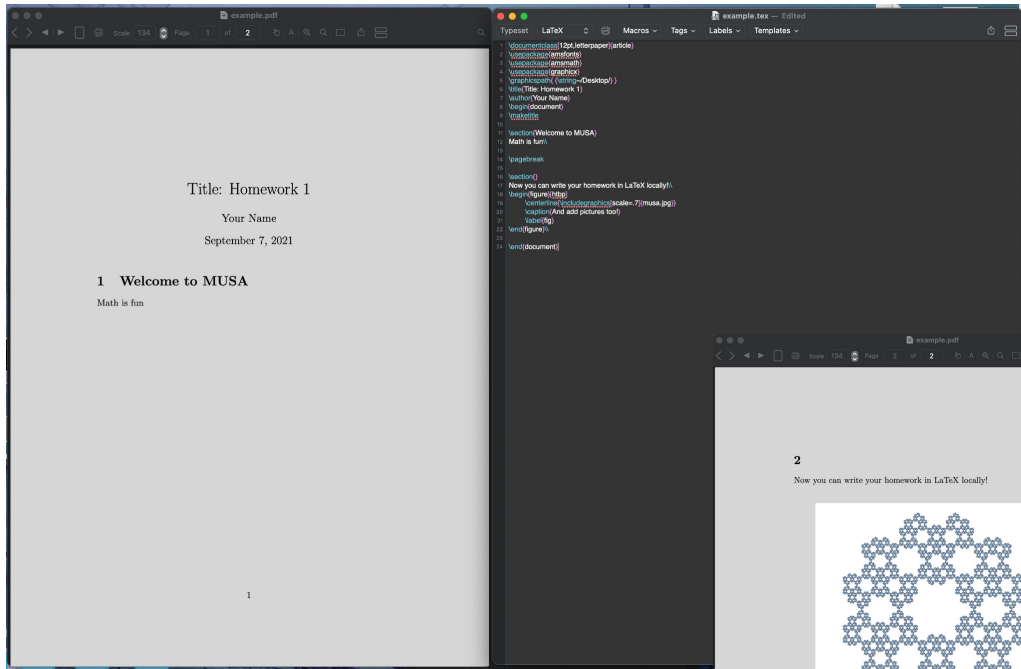 example.pdf
Scale 134 Page 1 of 2
Title: Homework 1
Your Name
September 7, 2021
1 Welcome to MUSA
Math is fun
1
example.tex — Edited
Typeset LaTeX Macros Tags Labels Templates
1 \documentclass[12pt,letterpaper]{article}
2 \usepackage{amsfonts}
3 \usepackage{amsmath}
4 \usepackage{graphicx}
5 \graphicspath{ {\string~/Desktop/} }
6 \title{Title: Homework 1}
7 \author{Your Name}
8 \begin{document}
9 \maketitle
10
11 \section{Welcome to MUSA}
12 Math is fun\\
13
14 \pagebreak
15
16 \section{}
17 Now you can write your homework in LaTeX locally!\\
18 \begin{figure}[htbp]
19 \centerline{\includegraphics[scale=.7]{musa.jpg}}
20 \caption{And add pictures too!}
21 \label{fig}
22 \end{figure}\\
23
24 \end{document}
example.pdf
Scale 134 Page 2 of 2
2
Now you can write your homework in LaTeX locally!